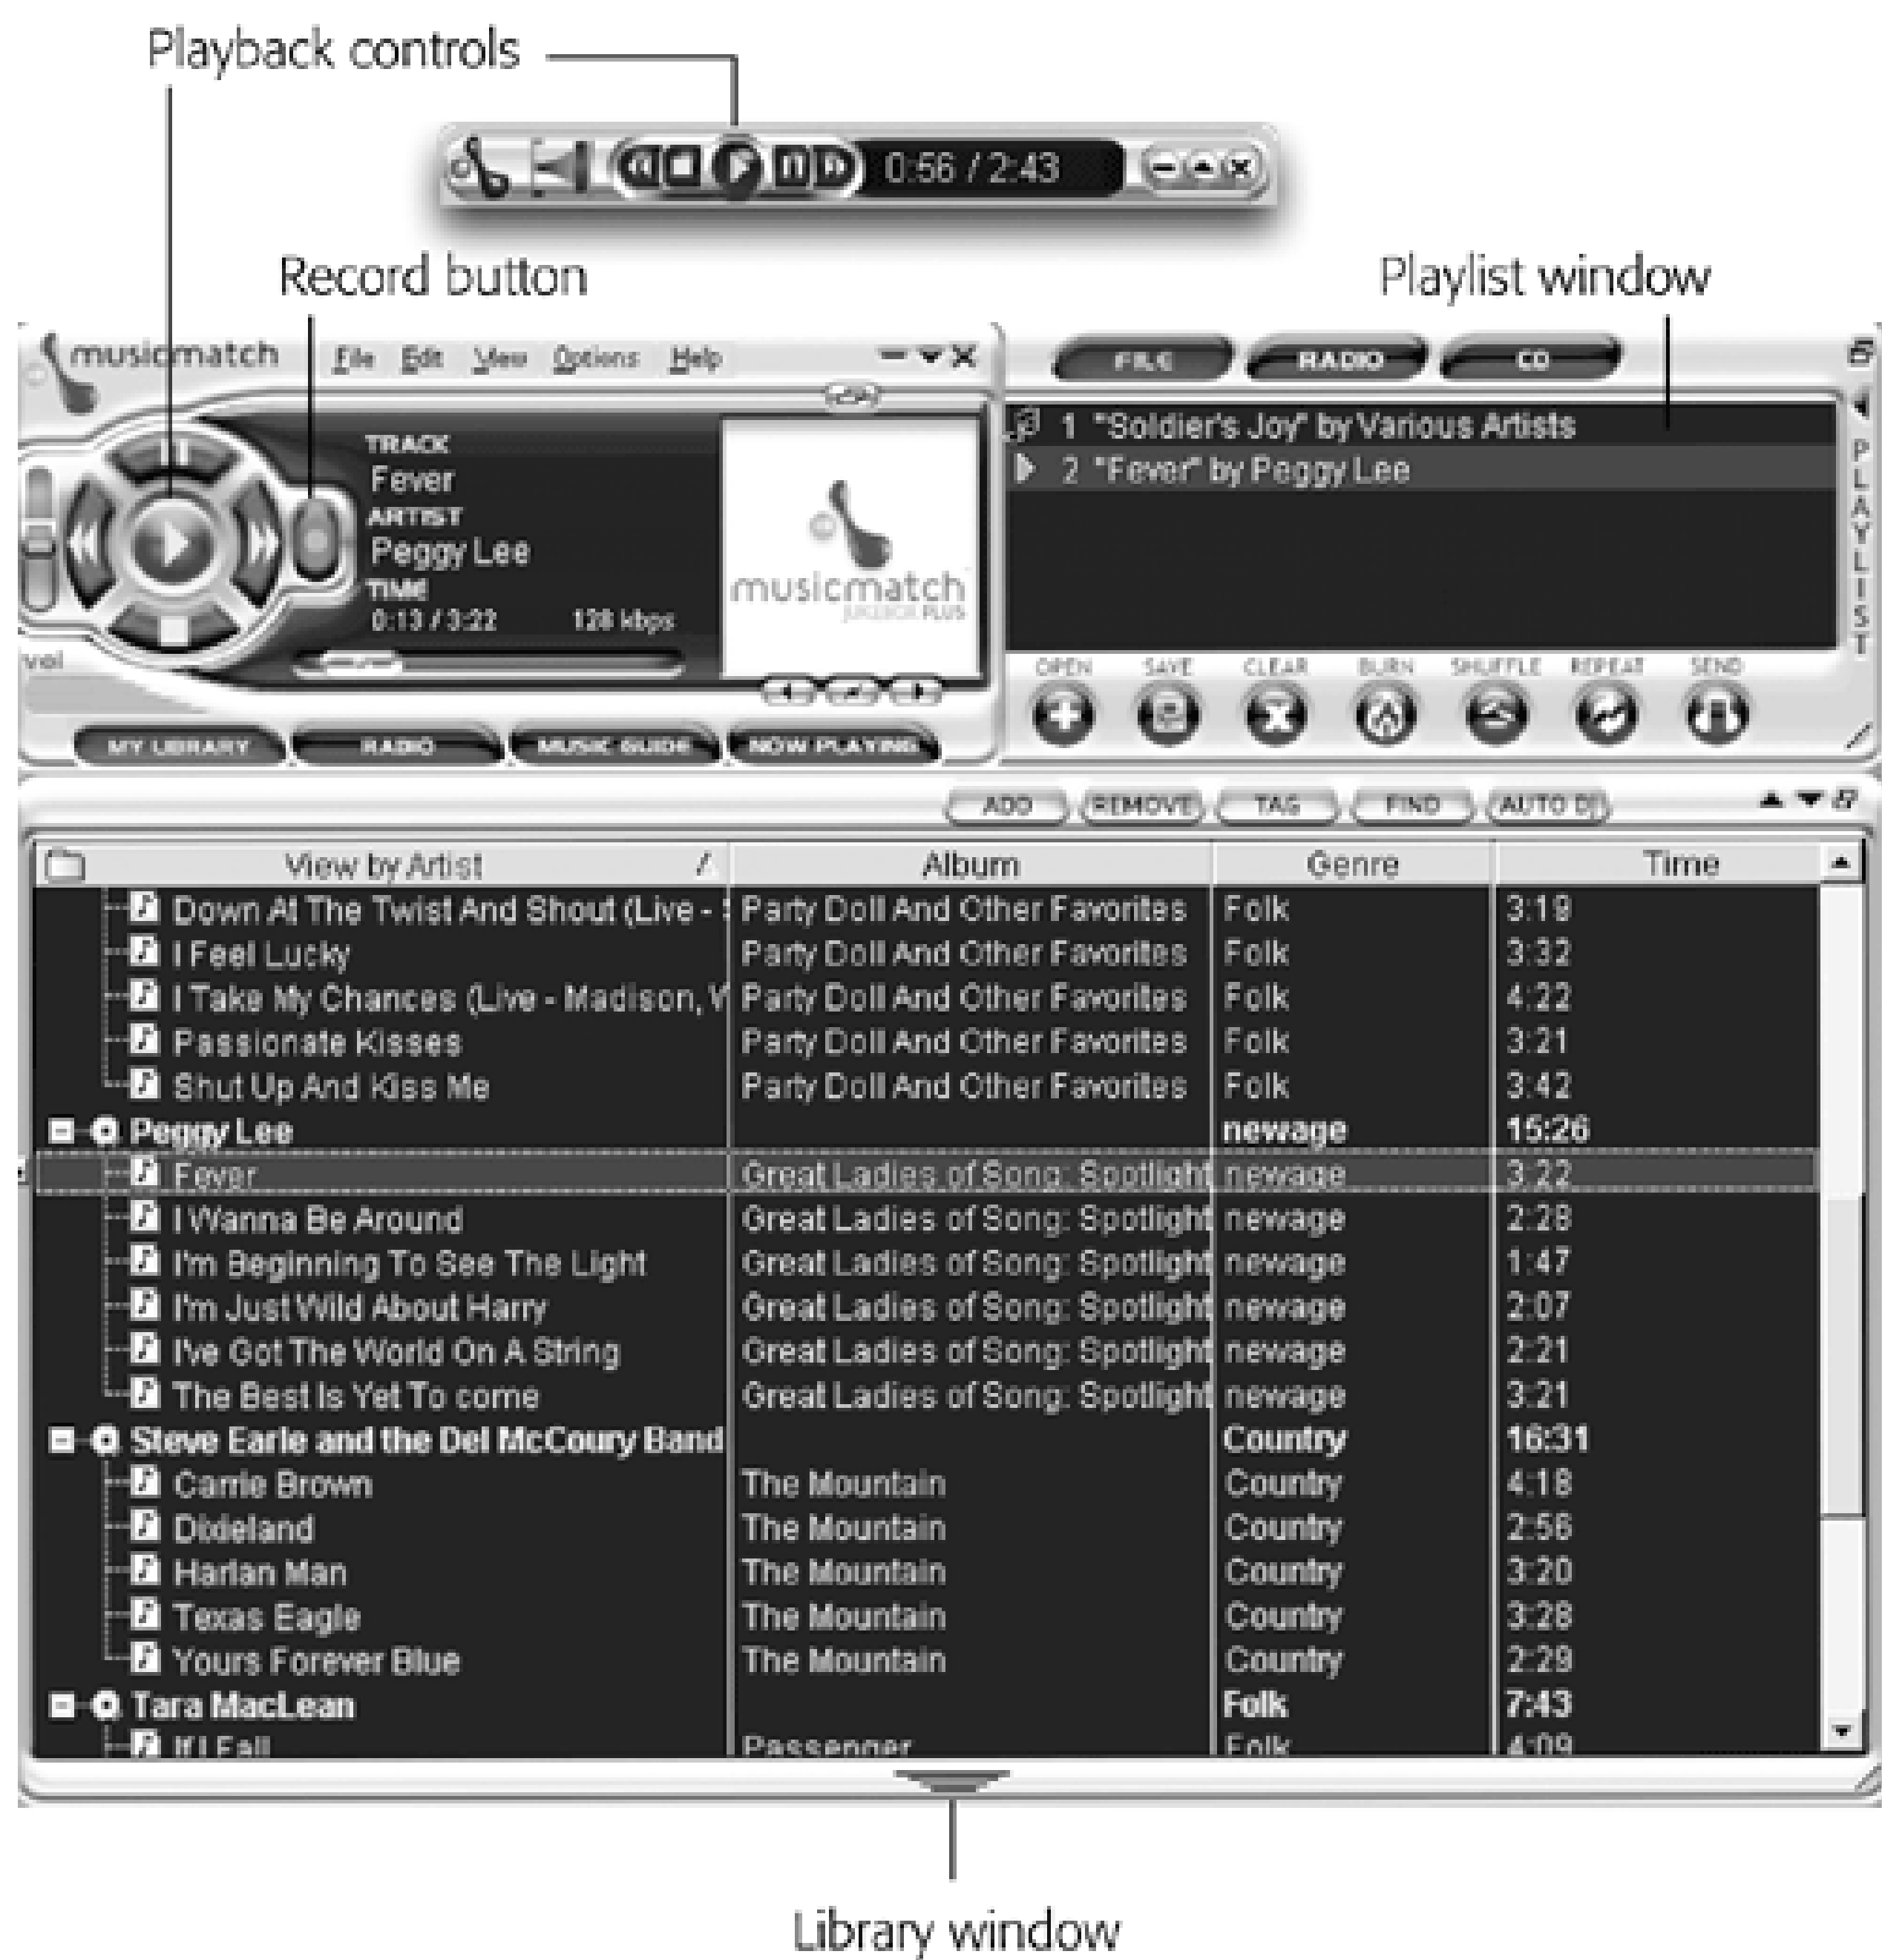 Playback controls
0:56 / 2:43
Record button
Playlist window
musicmatch File Edit View Options Help
FILE RADIO CD
TRACK
Fever
ARTIST
Peggy Lee
TIME
0:13 / 3:22 128 kbps
vol
musicmatch
JUKEBOX PLUS
1 "Soldier's Joy" by Various Artists
2 "Fever" by Peggy Lee
PLAYLIST
OPEN SAVE CLEAR BURN SHUFFLE REPEAT SEND
MY LIBRARY RADIO MUSIC GUIDE NOW PLAYING
ADD REMOVE TAG FIND AUTO DJ
View by Artist Album Genre Time
Down At The Twist And Shout (Live - Party Doll And Other Favorites Folk 3:19
I Feel Lucky Party Doll And Other Favorites Folk 3:32
I Take My Chances (Live - Madison, W Party Doll And Other Favorites Folk 4:22
Passionate Kisses Party Doll And Other Favorites Folk 3:21
Shut Up And Kiss Me Party Doll And Other Favorites Folk 3:42
Peggy Lee newage 15:26
Fever Great Ladies of Song: Spotlight newage 3:22
I Wanna Be Around Great Ladies of Song: Spotlight newage 2:28
I'm Beginning To See The Light Great Ladies of Song: Spotlight newage 1:47
I'm Just Wild About Harry Great Ladies of Song: Spotlight newage 2:07
I've Got The World On A String Great Ladies of Song: Spotlight newage 2:21
The Best Is Yet To come Great Ladies of Song: Spotlight newage 3:21
Steve Earle and the Del McCoury Band Country 16:31
Carrie Brown The Mountain Country 4:18
Dixieland The Mountain Country 2:56
Harlan Man The Mountain Country 3:20
Texas Eagle The Mountain Country 3:28
Yours Forever Blue The Mountain Country 2:29
Tara MacLean Folk 7:43
If I Fall Passenger Folk 4:09
Library window